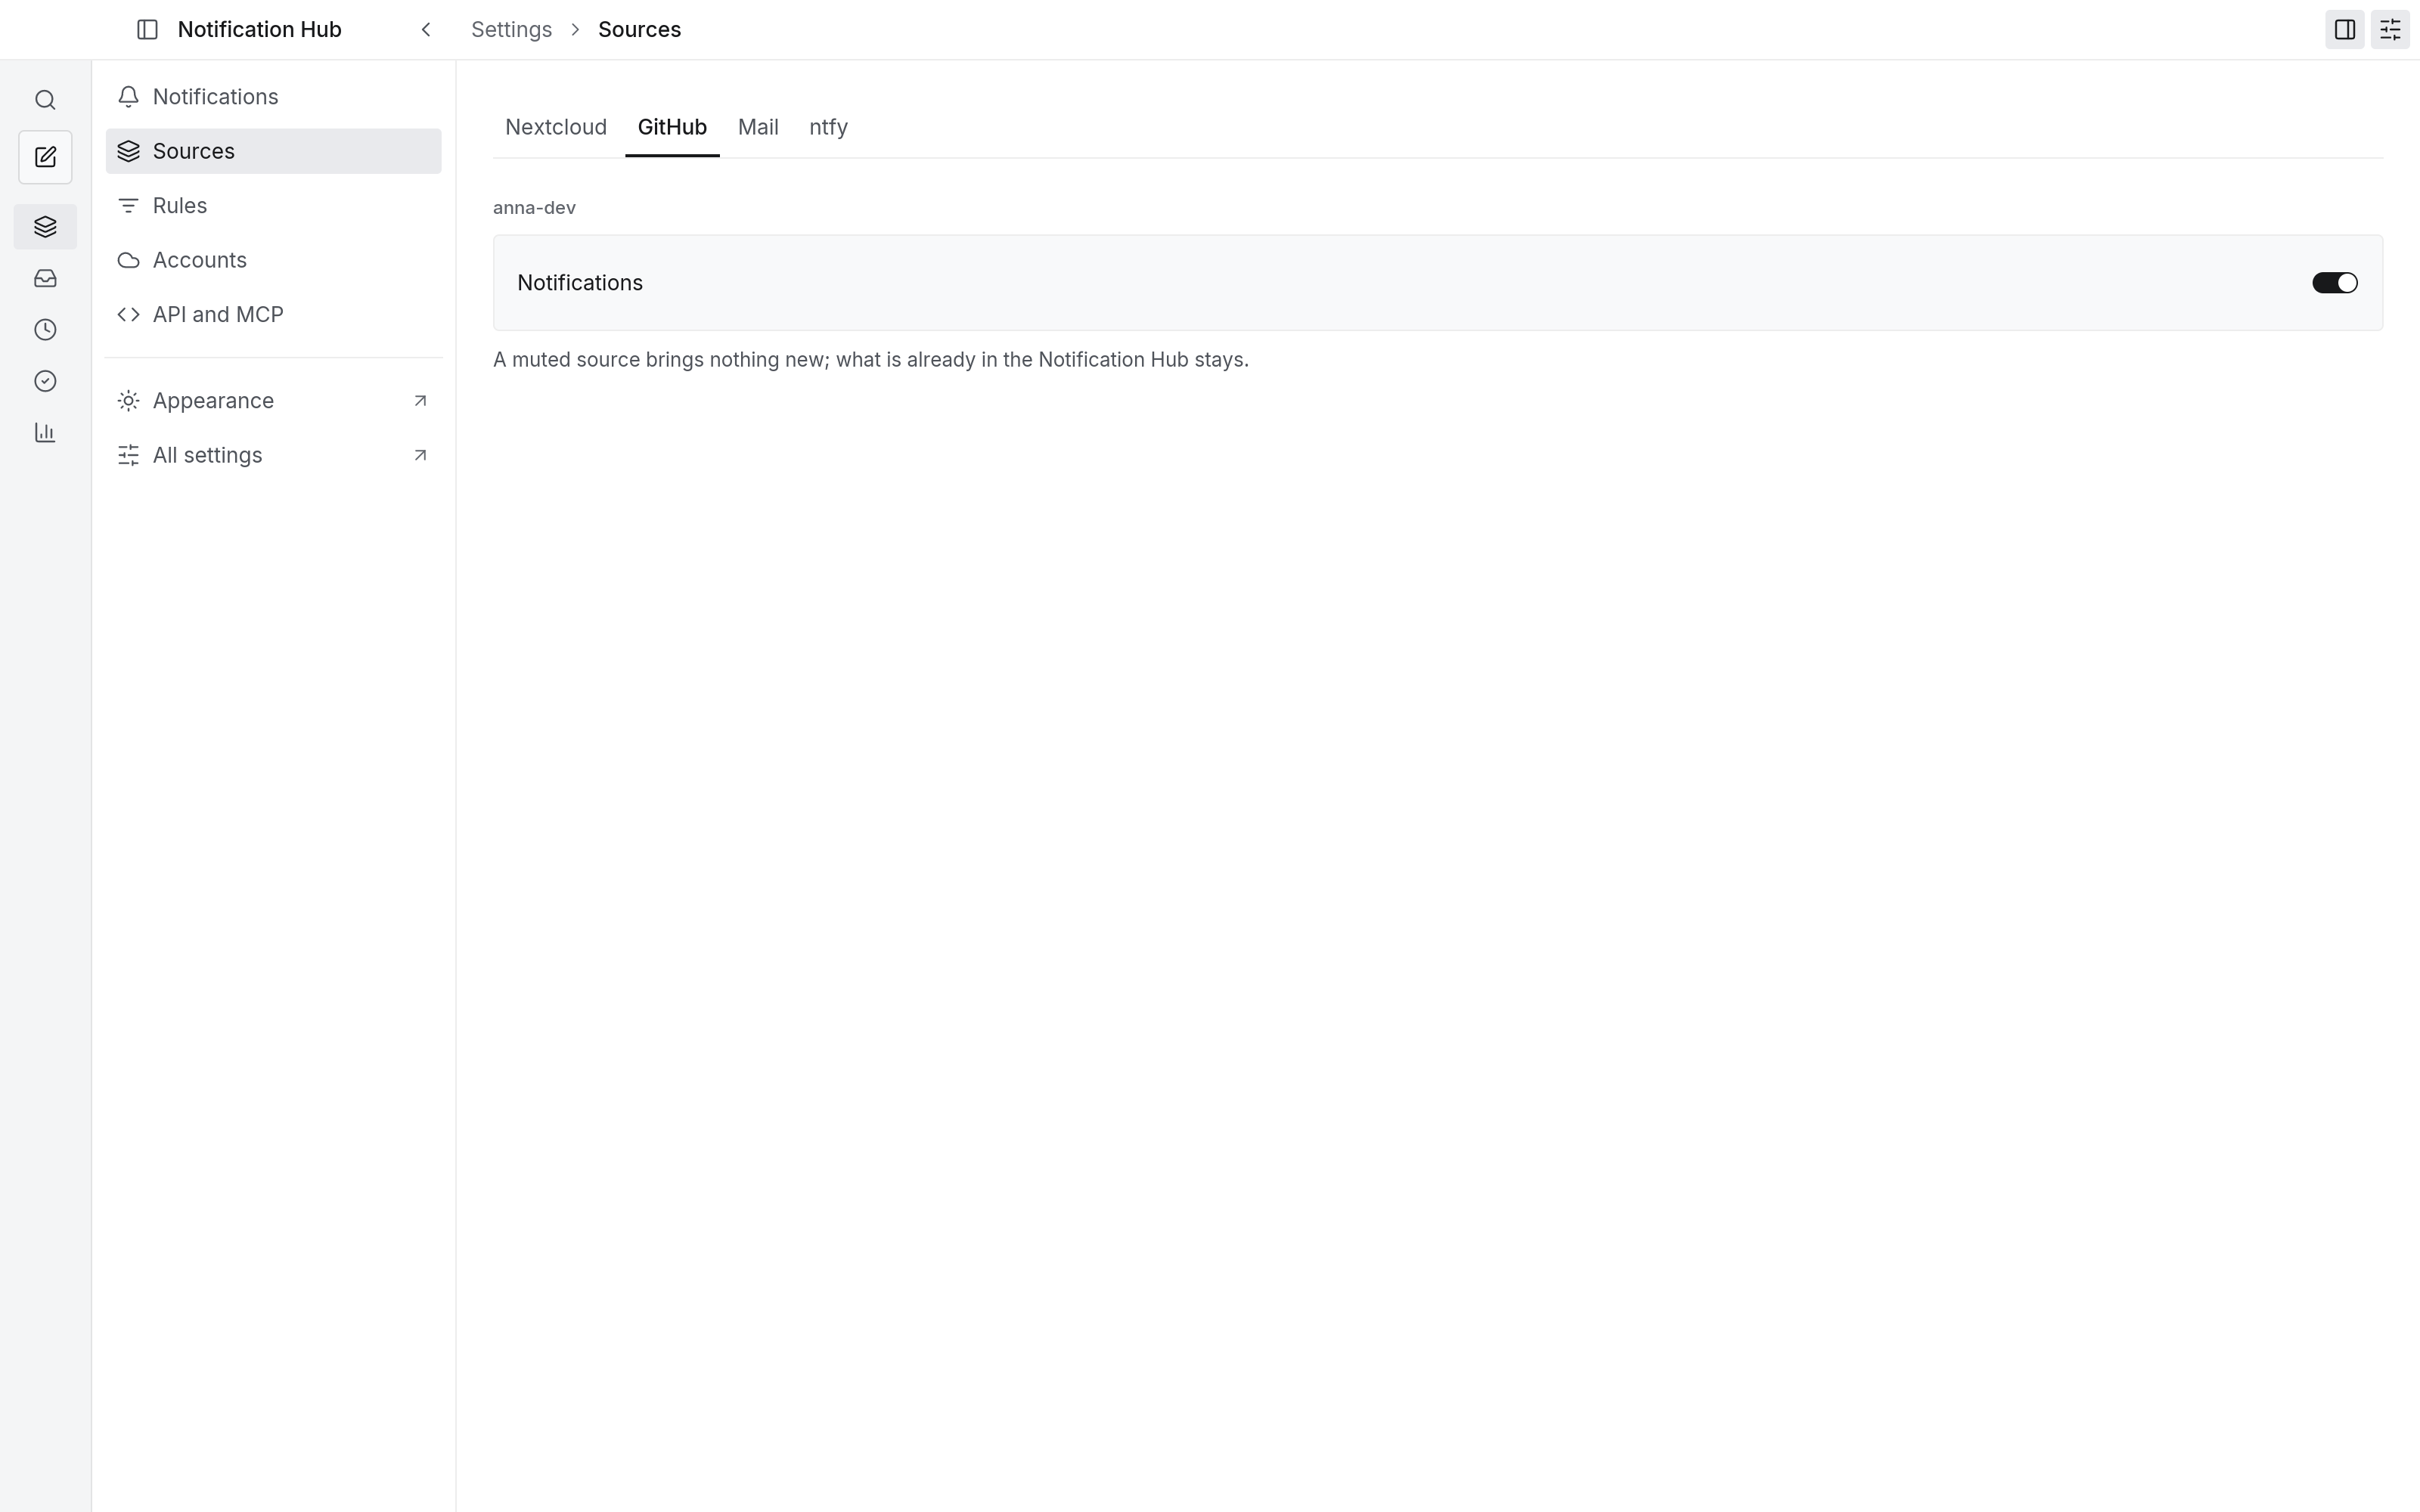 Notification Hub
Settings > Sources
Notifications
Sources
Rules
Accounts
API and MCP
Appearance
All settings
Nextcloud GitHub Mail ntfy
anna-dev
Notifications
A muted source brings nothing new; what is already in the Notification Hub stays.